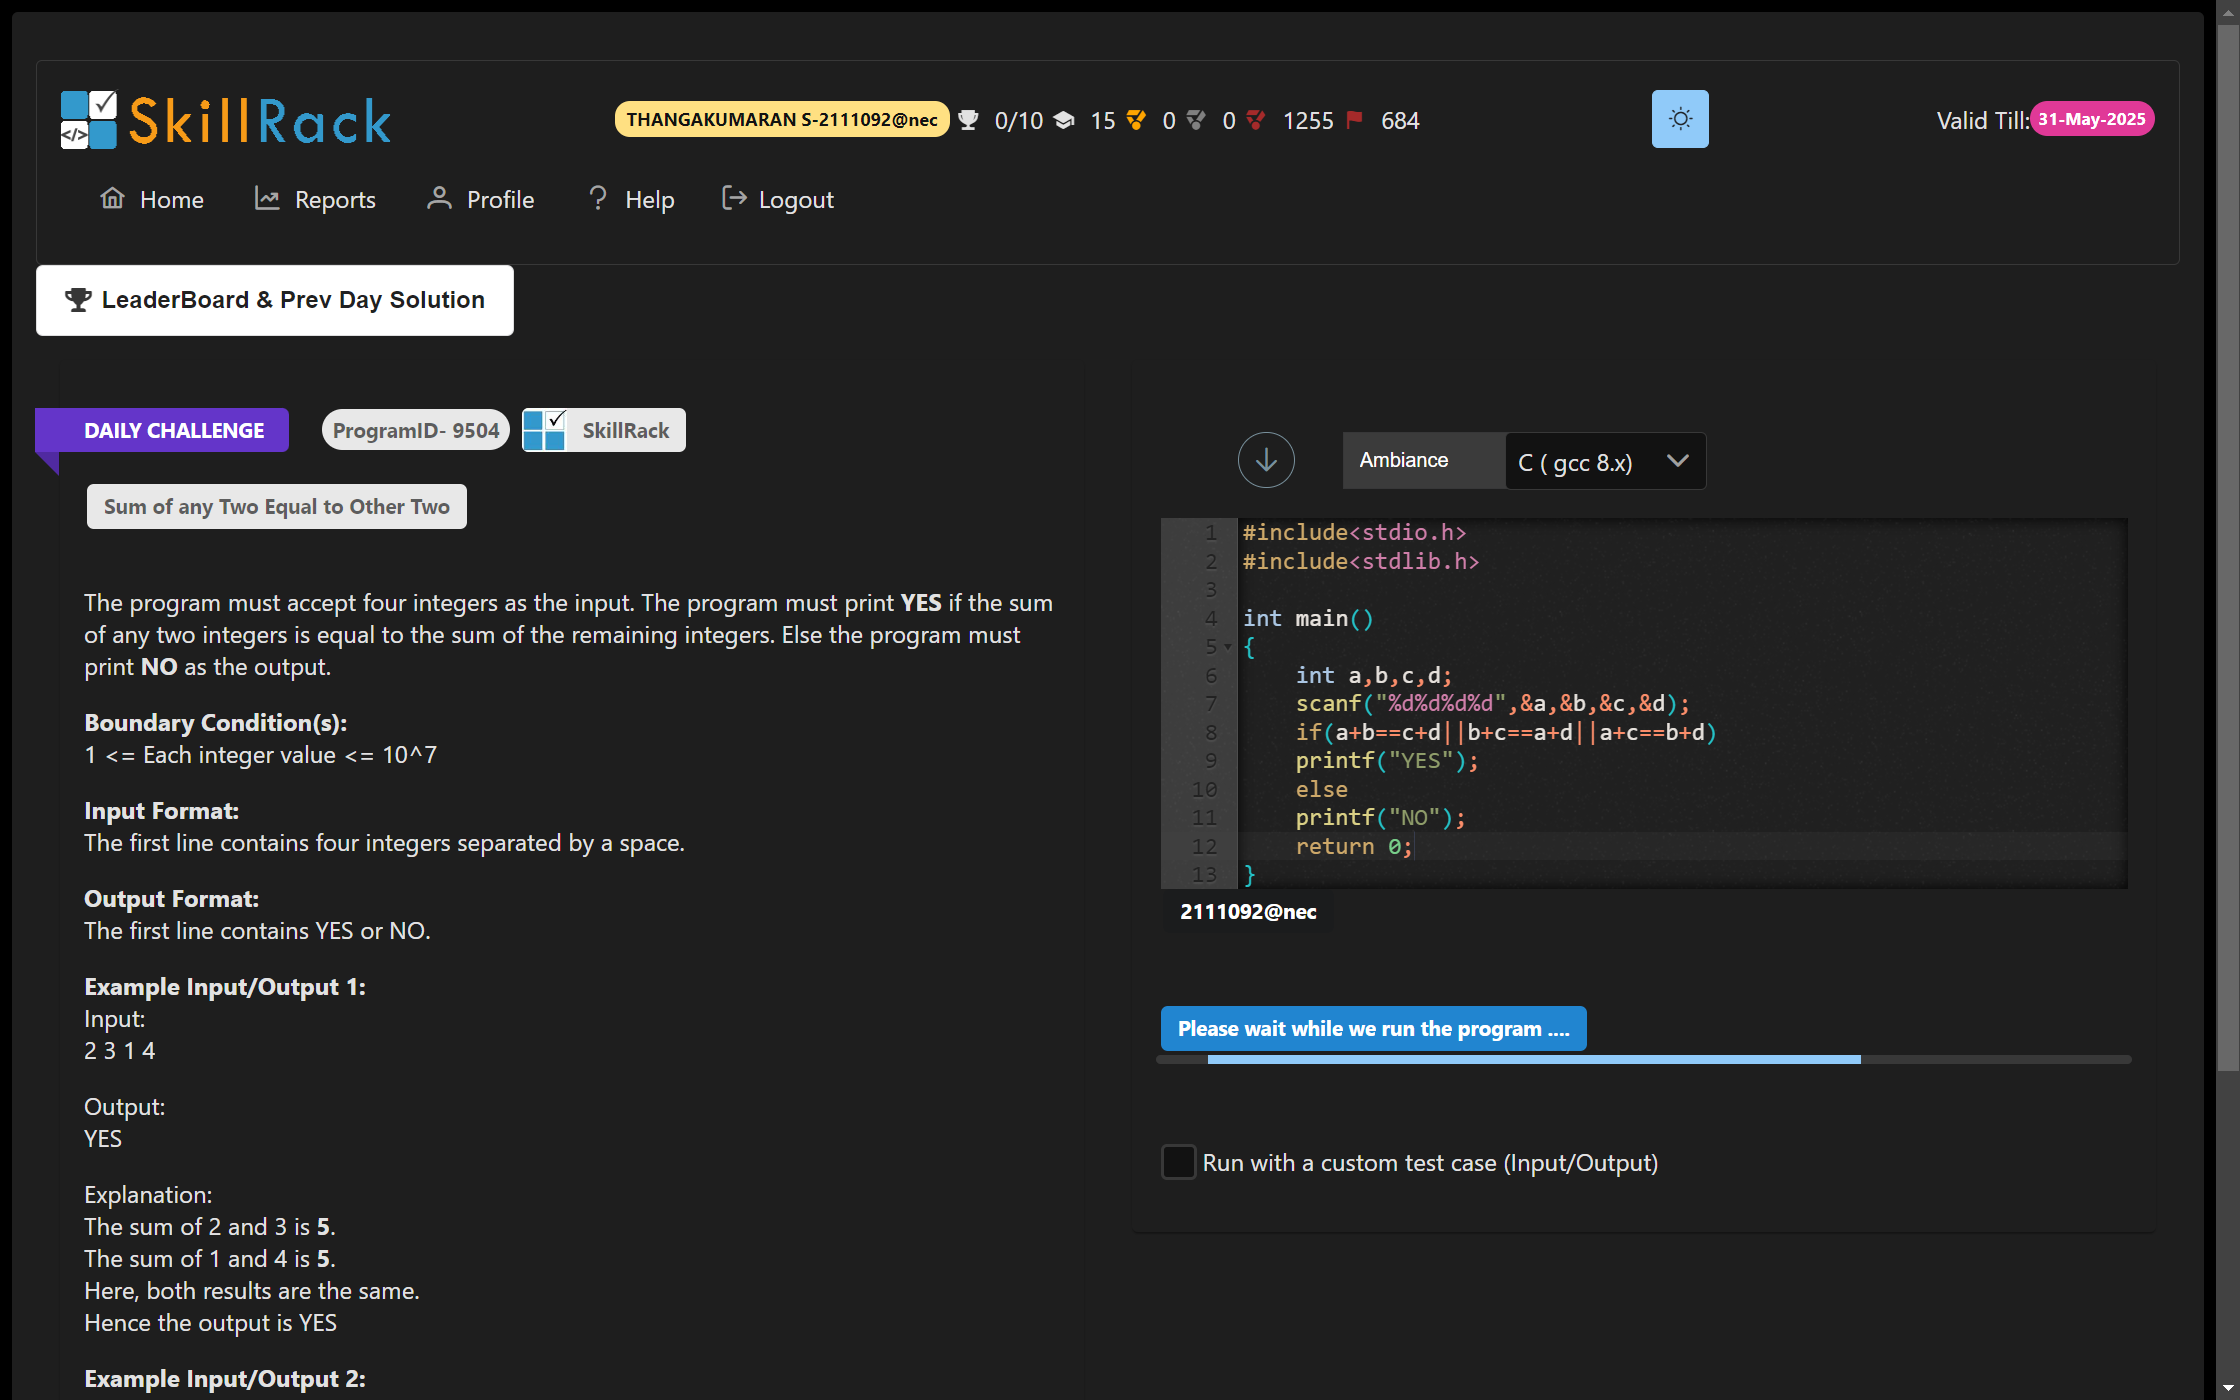 SkillRack
THANGAKUMARAN S-2111092@nec 0/10 15 0 0 1255 684
Valid Till: 31-May-2025
Home Reports Profile ? Help Logout
LeaderBoard & Prev Day Solution
DAILY CHALLENGE ProgramID- 9504 SkillRack
Sum of any Two Equal to Other Two
The program must accept four integers as the input. The program must print YES if the sum
of any two integers is equal to the sum of the remaining integers. Else the program must
print NO as the output.
Boundary Condition(s):
1 <= Each integer value <= 10^7
Input Format:
The first line contains four integers separated by a space.
Output Format:
The first line contains YES or NO.
Example Input/Output 1:
Input:
2 3 1 4
Output:
YES
Explanation:
The sum of 2 and 3 is 5.
The sum of 1 and 4 is 5.
Here, both results are the same.
Hence the output is YES
Example Input/Output 2:
Ambiance C ( gcc 8.x)
1 #include<stdio.h>
2 #include<stdlib.h>
3
4 int main()
5 {
6 int a,b,c,d;
7 scanf("%d%d%d%d",&a,&b,&c,&d);
8 if(a+b==c+d||b+c==a+d||a+c==b+d)
9 printf("YES");
10 else
11 printf("NO");
12 return 0;
13 }
2111092@nec
Please wait while we run the program ....
Run with a custom test case (Input/Output)